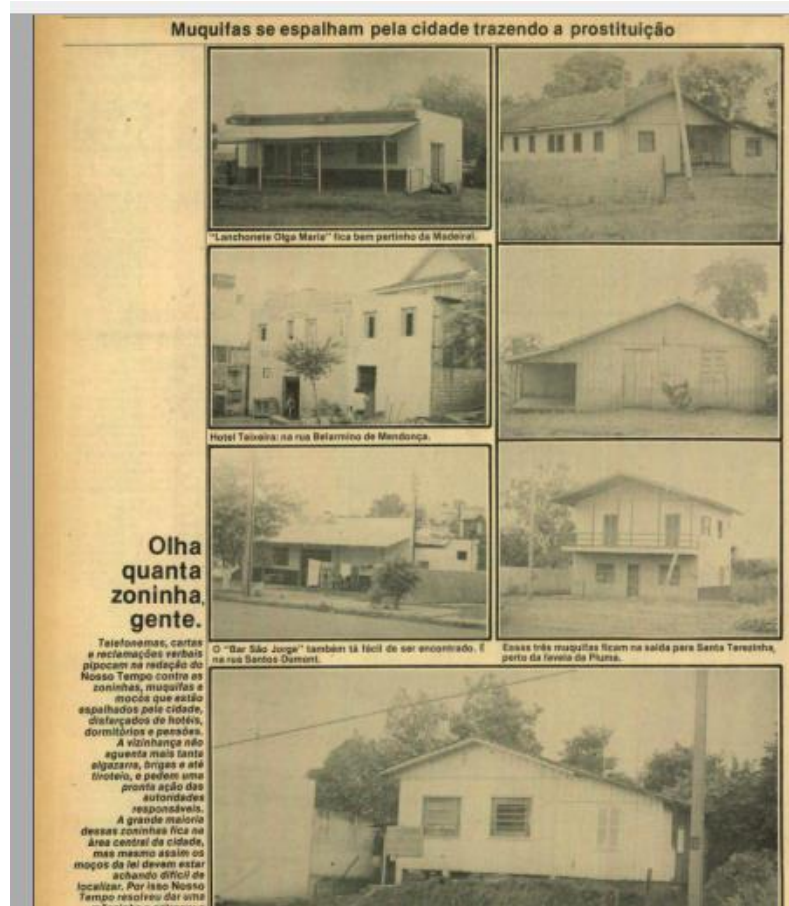 Muquifas se espalham pela cidade trazendo a prostituição
"Lanchonete Olga Maria" fica bem pertinho da Madeiral.
Hotel Teixeira: na rua Belarmino de Mendonça.
O "Bar São Jorge" também tá fácil de ser encontrado. É
na rua Santos Dumont.
Essas três muquifas ficam na saída para Santa Terezinha,
perto da favela da Pluma.
Olha
quanta
zoninha,
gente.
Telefonemas, cartas
e reclamações verbais
pipocam na redação do
Nosso Tempo contra as
zoninhas, muquifas e
mocós que estão
espalhados pela cidade,
disfarçados de hotéis,
dormitórios e pensões.
A vizinhança não
aguenta mais tanta
algazarra, brigas e até
tiroteio, e pedem uma
pronta ação das
autoridades
responsáveis.
A grande maioria
dessas zoninhas fica na
área central da cidade,
mas mesmo assim os
moços da lei devem estar
achando difícil de
localizar. Por isso Nosso
Tempo resolveu dar uma